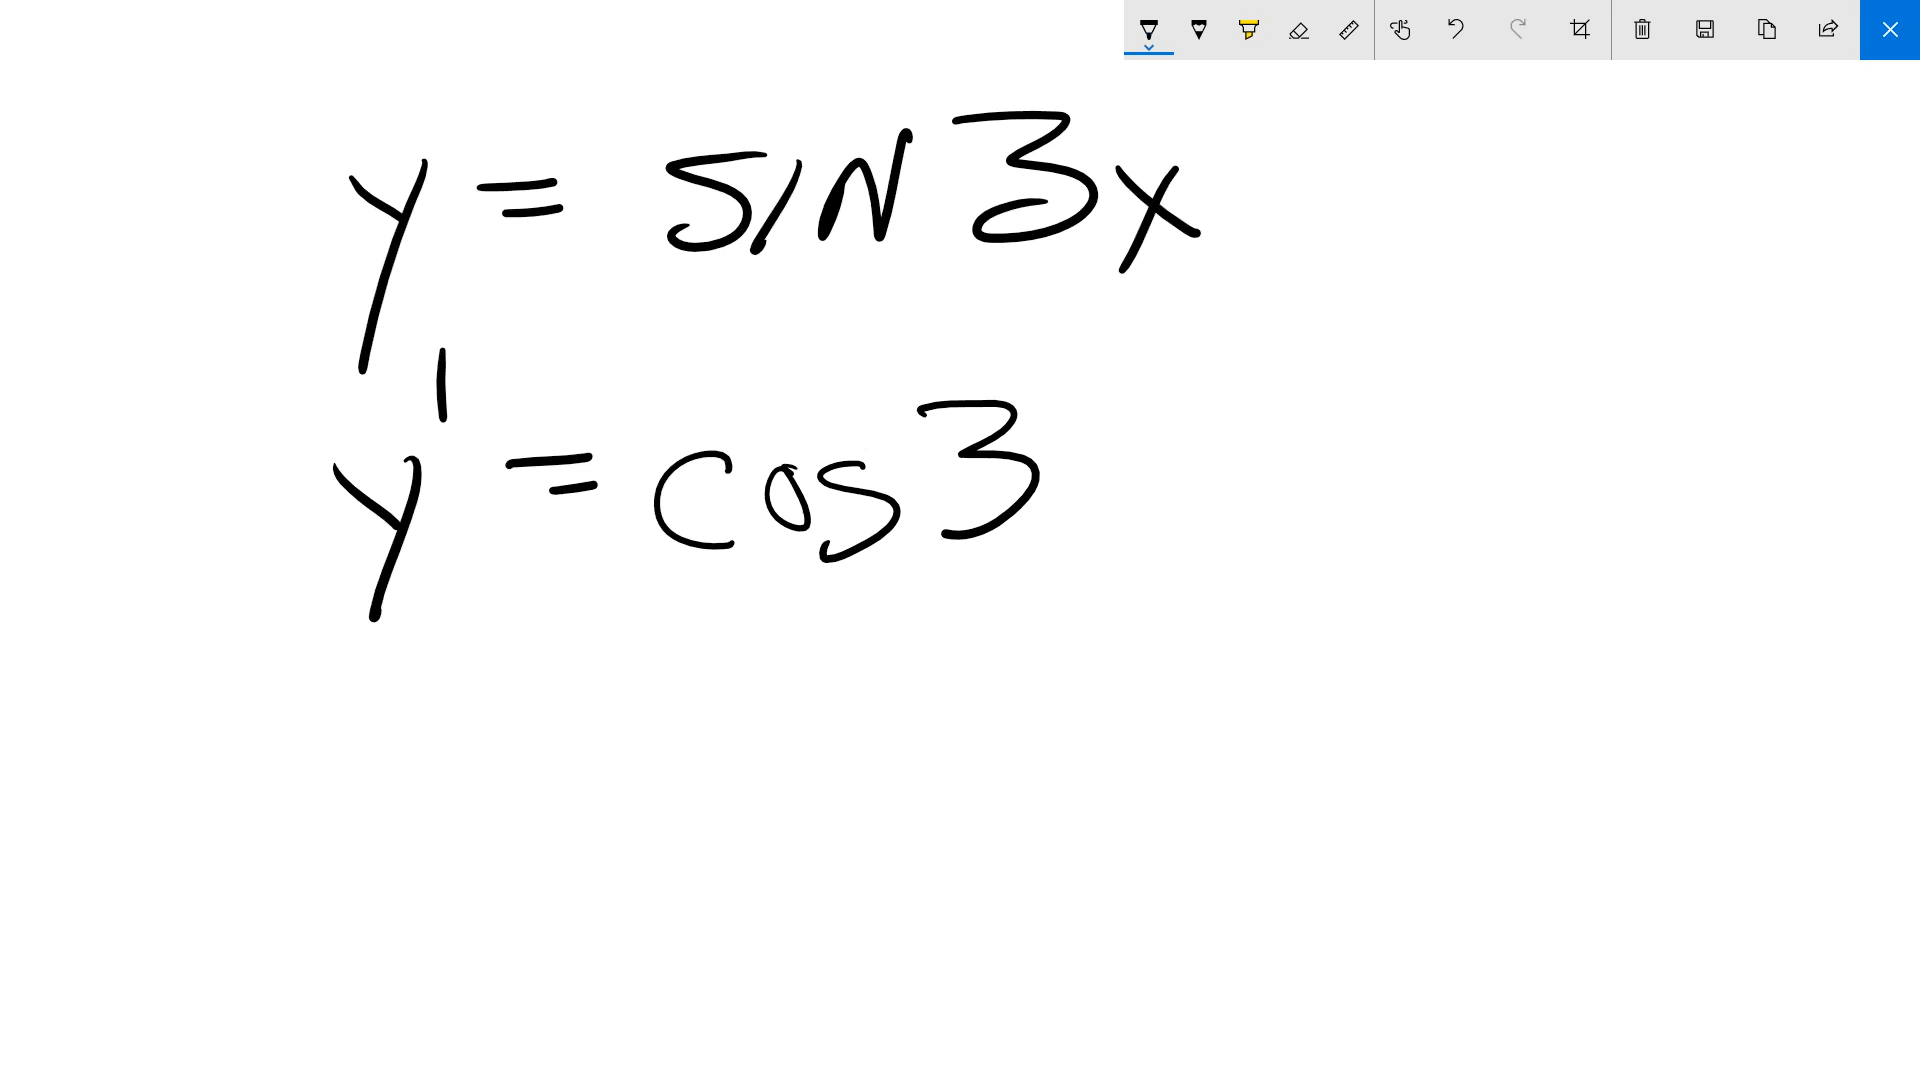 y = sin 3x
y' = cos 3